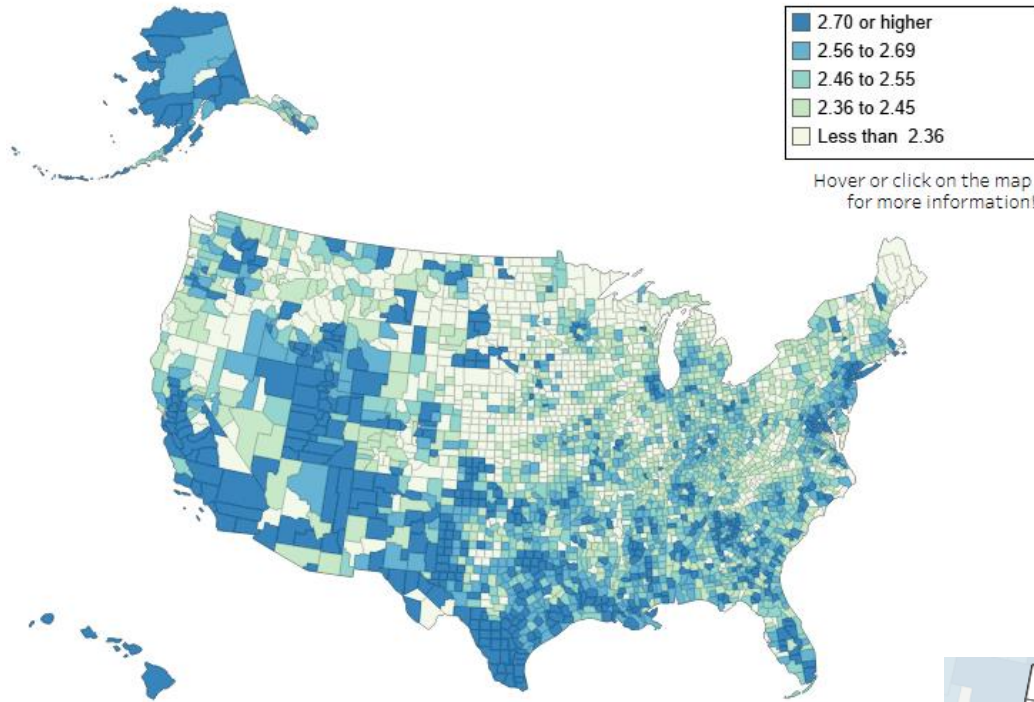 2.70 or higher
2.56 to 2.69
2.46 to 2.55
2.36 to 2.45
Less than 2.36
Hover or click on the map
for more information!